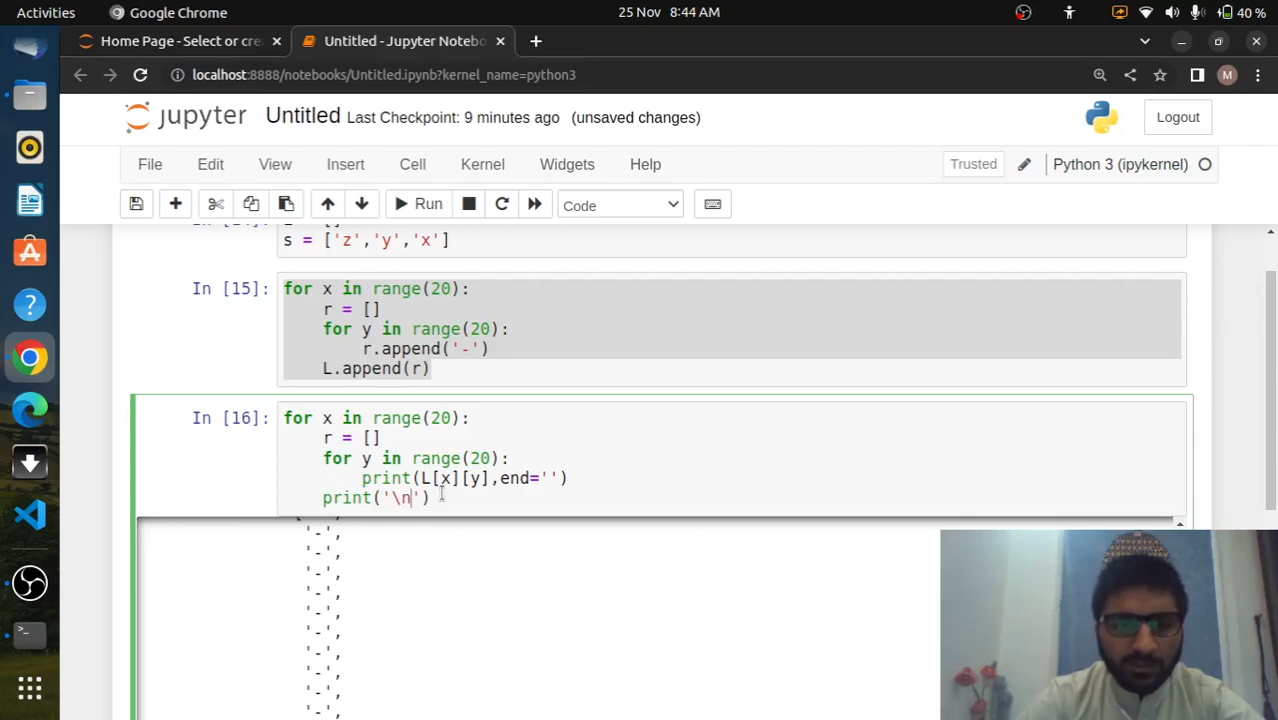 Activities
Google Chrome
25 Nov 8:44 AM
40 %
Home Page - Select or cre
Untitled - Jupyter Notebo
localhost:8888/notebooks/Untitled.ipynb?kernel_name=python3
M
jupyter
Untitled Last Checkpoint: 9 minutes ago (unsaved changes)
Logout
File Edit View Insert Cell Kernel Widgets Help
Trusted
Python 3 (ipykernel)
Run
Code
s = ['z','y','x']
In [15]:
for x in range(20):
r = []
for y in range(20):
r.append('-')
L.append(r)
In [16]:
for x in range(20):
r = []
for y in range(20):
print(L[x][y],end='')
print('\n')
'-',
'-',
'-',
'-',
'-',
'-',
'-',
'-',
'-',
'-',